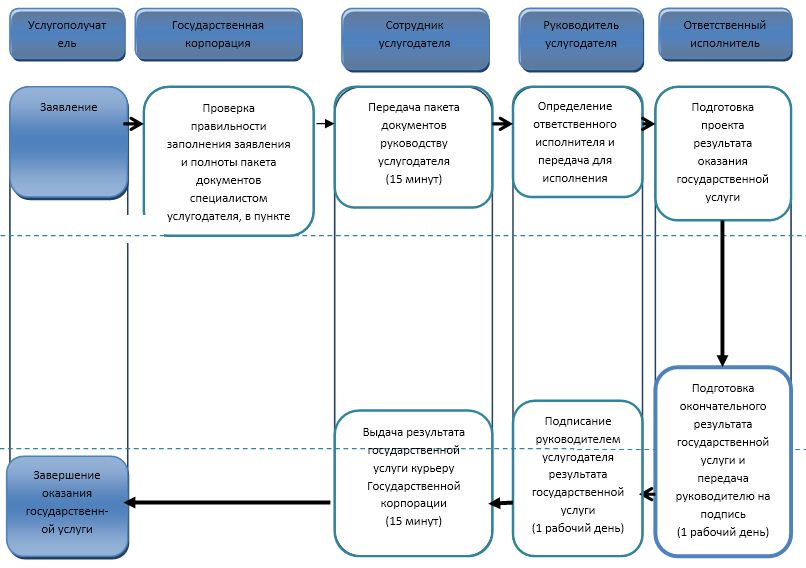 Услугополучат
ель
Государственная
корпорация
Сотрудник
услугодателя
Руководитель
услугодателя
Ответственный
исполнитель
Заявление
Проверка
правильности
заполнения заявления
и полноты пакета
документов
специалистом
услугодателя, в пункте
Передача пакета
документов
руководству
услугодателя
(15 минут)
Определение
ответственного
исполнителя и
передача для
исполнения
Подготовка
проекта
результата
оказания
государственной
услуги
Завершение
оказания
государственн-
ой услуги
Выдача результата
государственной
услуги курьеру
Государственной
корпорации
(15 минут)
Подписание
руководителем
услугодателя
результата
государственной
услуги
(1 рабочий день)
Подготовка
окончательного
результата
государственной
услуги и
передача
руководителю на
подпись
(1 рабочий день)